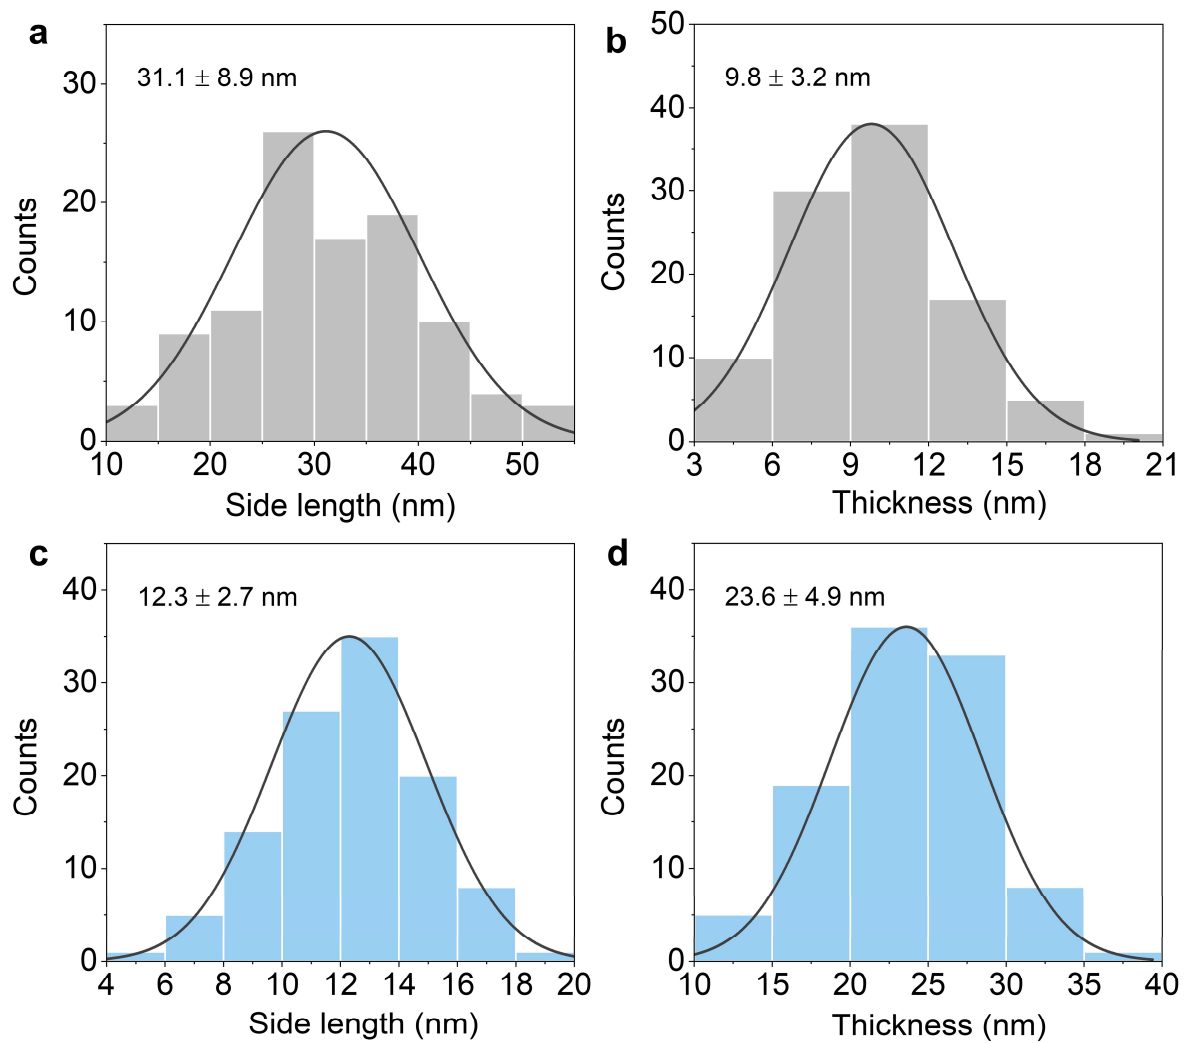 a
31.1 ± 8.9 nm
30
20
10
0
Counts
10 20 30 40 50
Side length (nm)
b
9.8 ± 3.2 nm
50
40
30
20
10
0
Counts
3 6 9 12 15 18 21
Thickness (nm)
c
12.3 ± 2.7 nm
40
30
20
10
0
Counts
4 6 8 10 12 14 16 18 20
Side length (nm)
d
23.6 ± 4.9 nm
40
30
20
10
0
Counts
10 15 20 25 30 35 40
Thickness (nm)